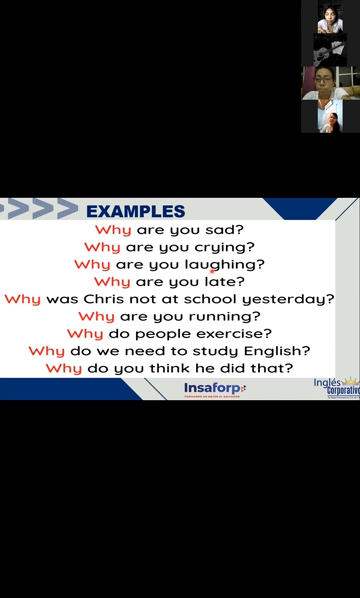 EXAMPLES
Why are you sad?
Why are you crying?
Why are you laughing?
Why are you late?
Why was Chris not at school yesterday?
Why are you running?
Why do people exercise?
Why do we need to study English?
Why do you think he did that?
Insaforp
Inglés
Corporativo